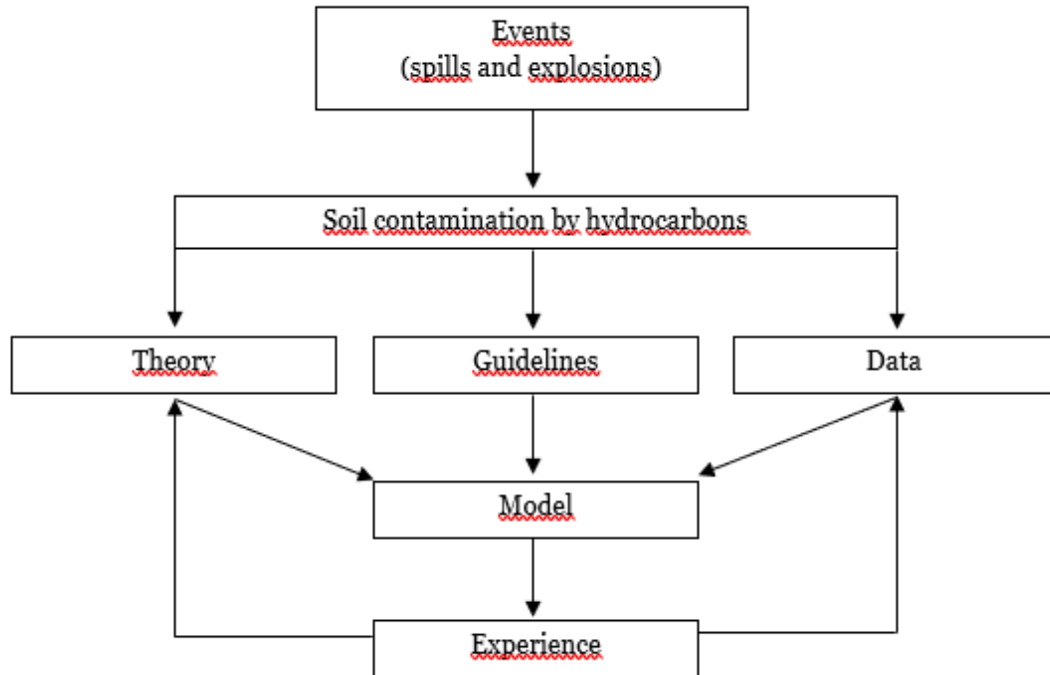 Events
(spills and explosions)
Soil contamination by hydrocarbons
Theory
Guidelines
Data
Model
Experience